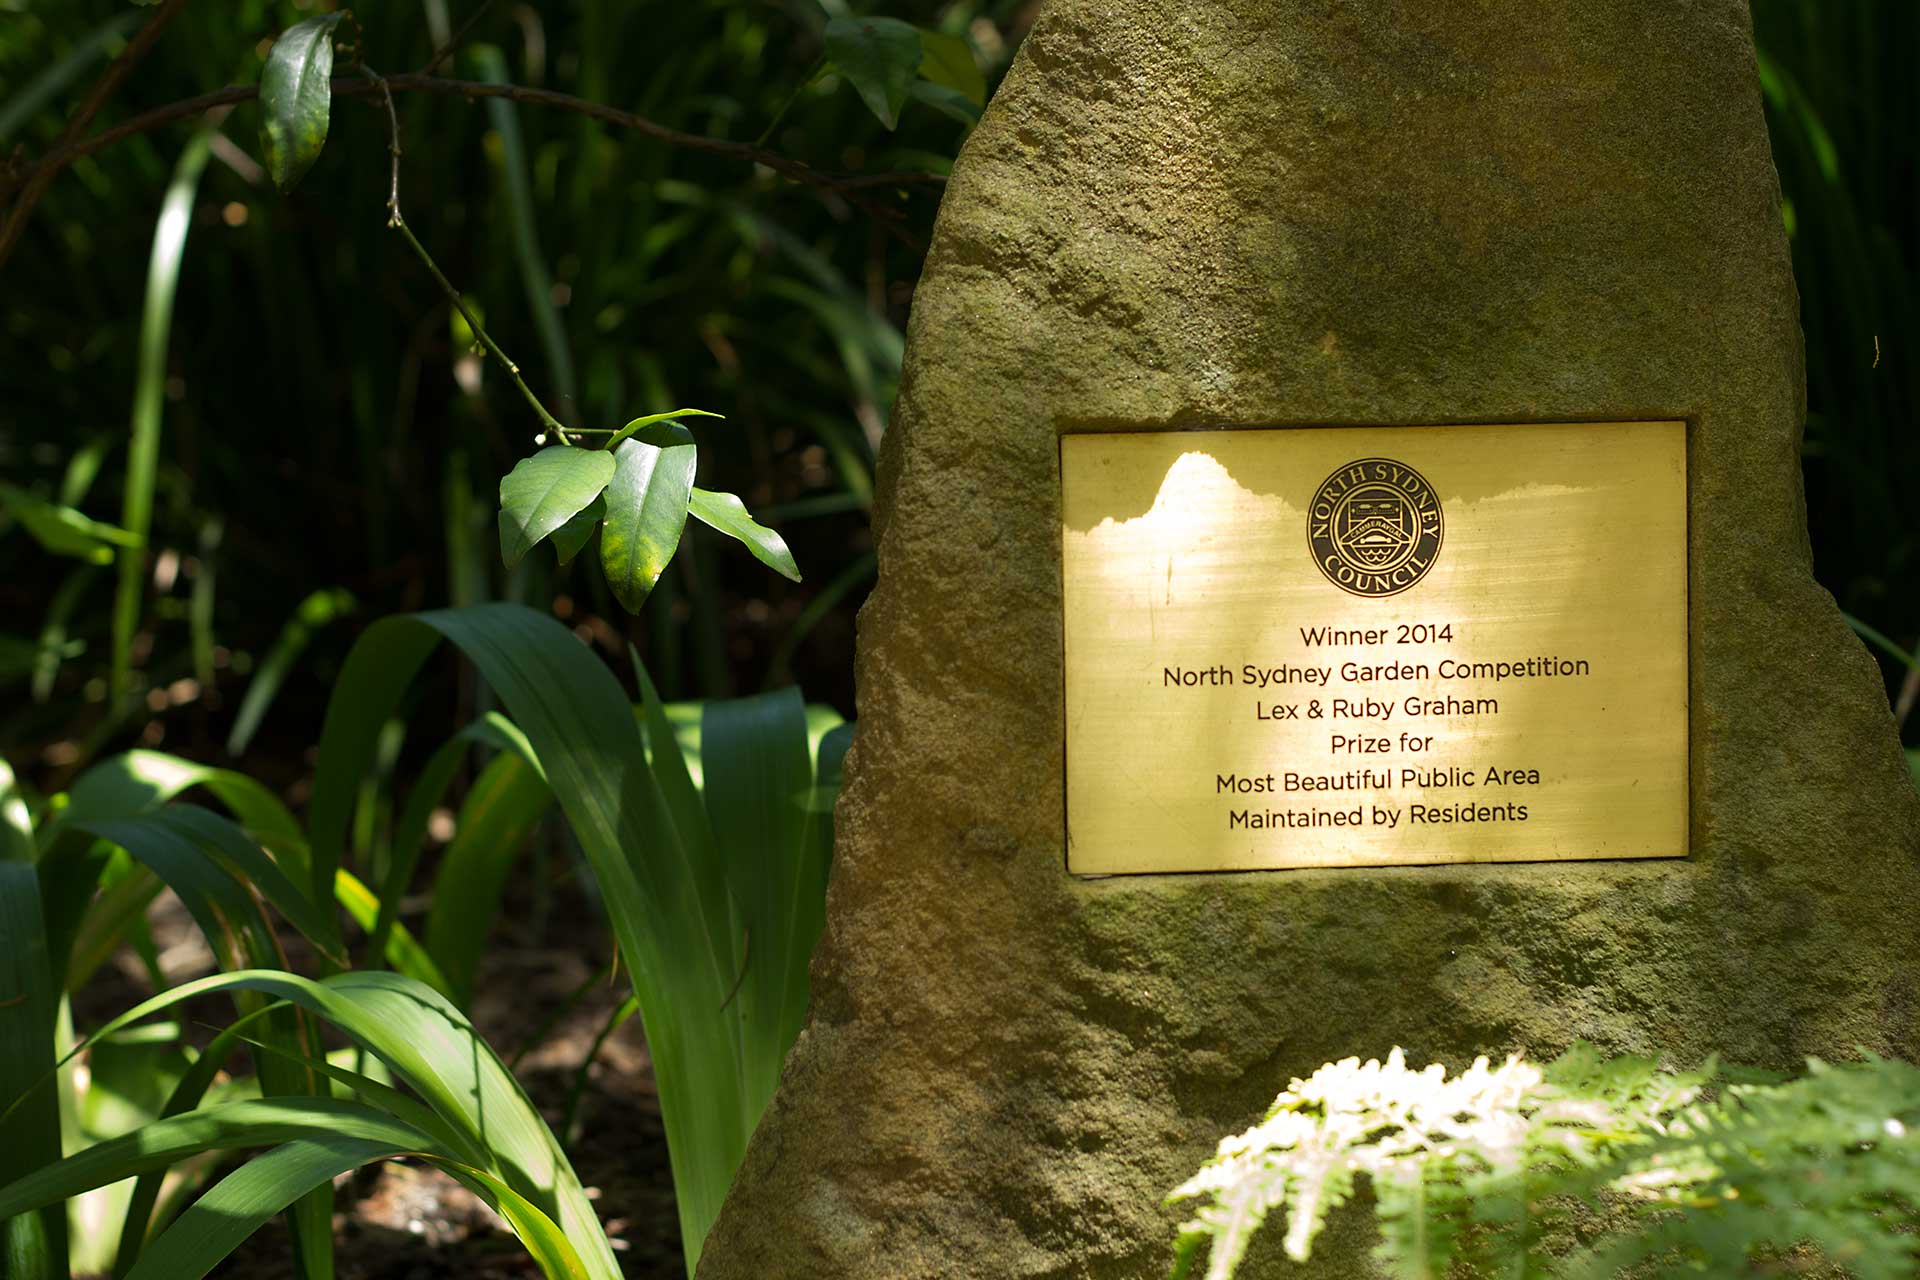 NORTH SYDNEY
CAMMERAYGAL
COUNCIL
Winner 2014
North Sydney Garden Competition
Lex & Ruby Graham
Prize for
Most Beautiful Public Area
Maintained by Residents